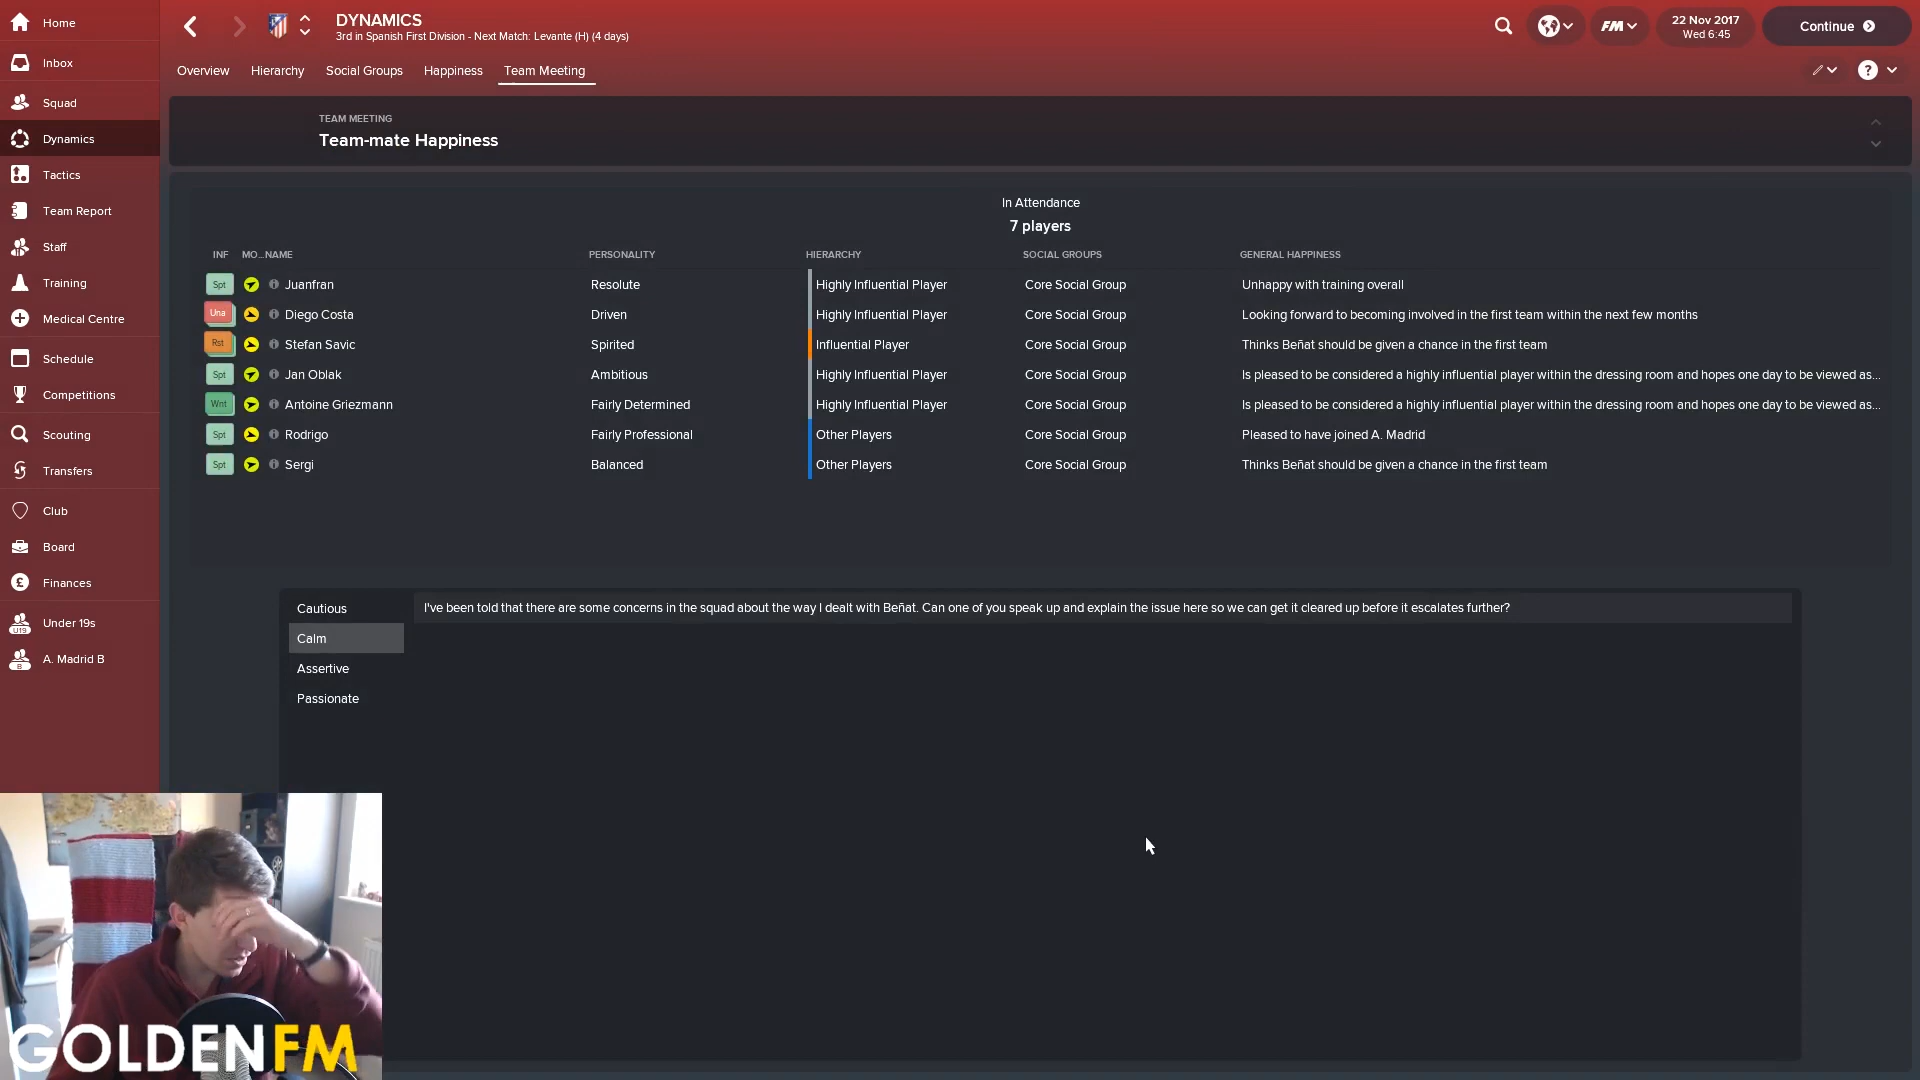 Home
Inbox
Squad
Dynamics
Tactics
Team Report
Staff
Training
Medical Centre
Schedule
Competitions
Scouting
Transfers
Club
Board
£ Finances
U19 Under 19s
B A. Madrid B
DYNAMICS
3rd in Spanish First Division - Next Match: Levante (H) (4 days)
FM
22 Nov 2017
Wed 6:45
Continue
Overview Hierarchy Social Groups Happiness Team Meeting
?
TEAM MEETING
Team-mate Happiness
In Attendance
7 players
INF MO... NAME PERSONALITY HIERARCHY SOCIAL GROUPS GENERAL HAPPINESS
Spt Juanfran Resolute Highly Influential Player Core Social Group Unhappy with training overall
Una Diego Costa Driven Highly Influential Player Core Social Group Looking forward to becoming involved in the first team within the next few months
Rst Stefan Savic Spirited Influential Player Core Social Group Thinks Beñat should be given a chance in the first team
Spt Jan Oblak Ambitious Highly Influential Player Core Social Group Is pleased to be considered a highly influential player within the dressing room and hopes one day to be viewed as...
Wnt Antoine Griezmann Fairly Determined Highly Influential Player Core Social Group Is pleased to be considered a highly influential player within the dressing room and hopes one day to be viewed as...
Spt Rodrigo Fairly Professional Other Players Core Social Group Pleased to have joined A. Madrid
Spt Sergi Balanced Other Players Core Social Group Thinks Beñat should be given a chance in the first team
Cautious
Calm
Assertive
Passionate
I've been told that there are some concerns in the squad about the way I dealt with Beñat. Can one of you speak up and explain the issue here so we can get it cleared up before it escalates further?
GOLDENFM